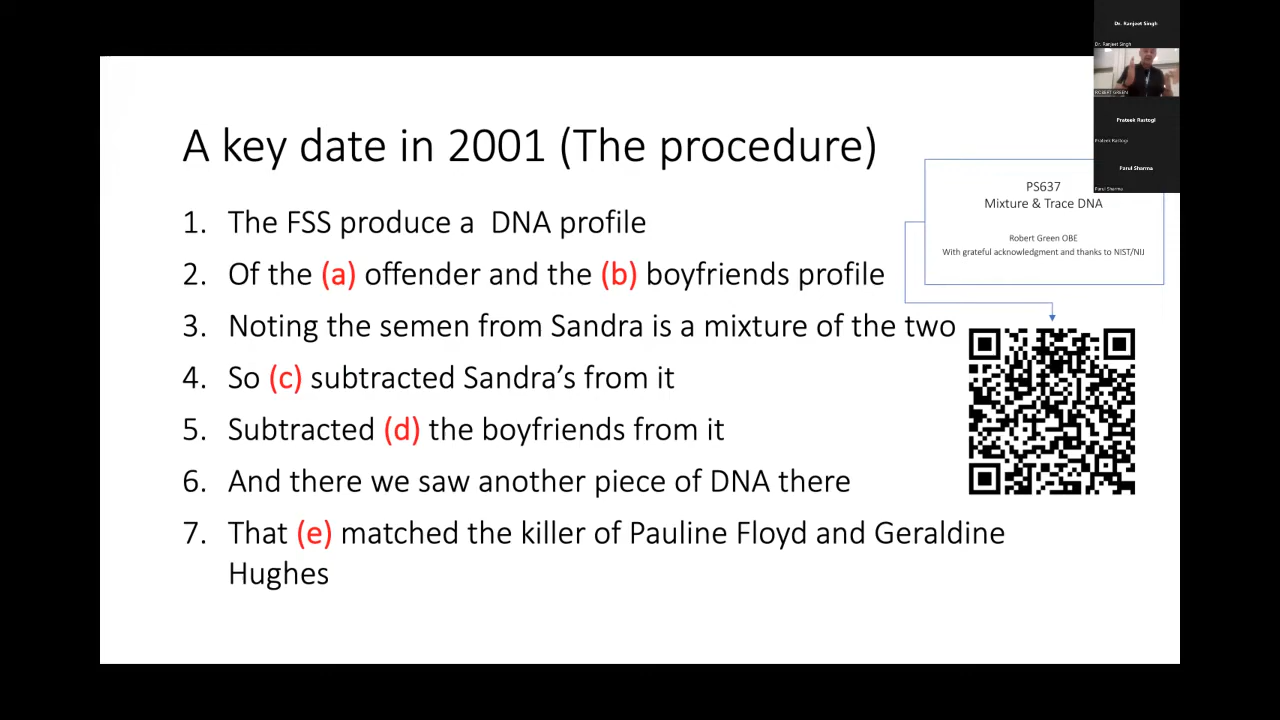 A key date in 2001 (The procedure)
1. The FSS produce a DNA profile
2. Of the (a) offender and the (b) boyfriends profile
3. Noting the semen from Sandra is a mixture of the two
4. So (c) subtracted Sandra’s from it
5. Subtracted (d) the boyfriends from it
6. And there we saw another piece of DNA there
7. That (e) matched the killer of Pauline Floyd and Geraldine
Hughes
PS637
Mixture & Trace DNA
Robert Green OBE
With grateful acknowledgment and thanks to NIST/NIJ
Dr. Ranjeet Singh
Dr. Ranjeet Singh
ROBERT GREEN
Prateek Rastogi
Prateek Rastogi
Parul Sharma
Parul Sharma